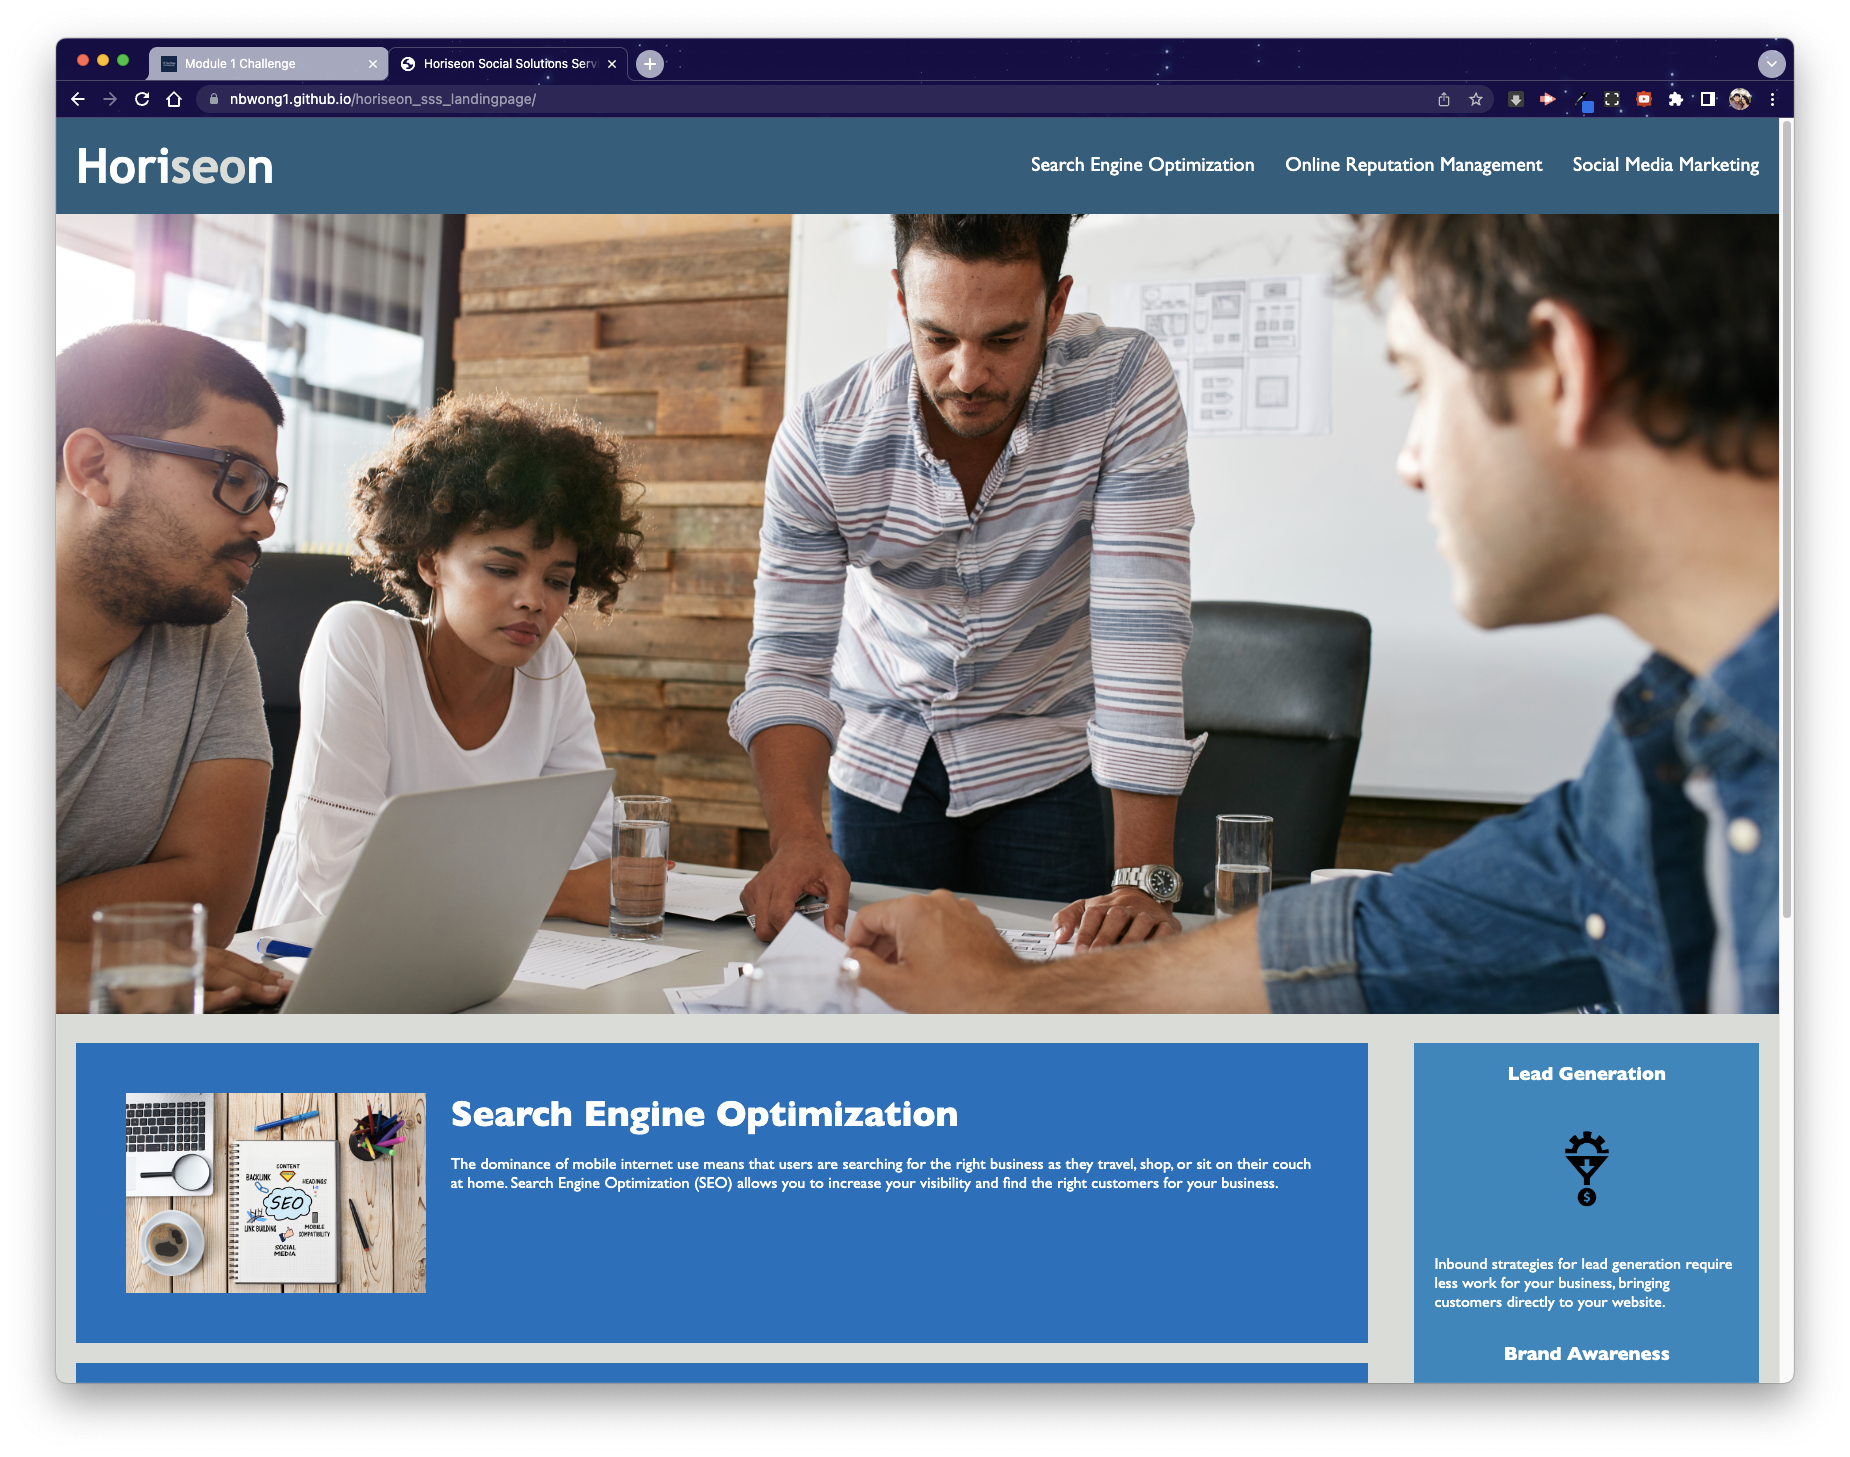 Module 1 Challenge
Horiseon Social Solutions Serv
nbwong1.github.io/horiseon_sss_landingpage/
Horiseon
Search Engine Optimization
Online Reputation Management
Social Media Marketing
CONTENT
BACKLINK
HEADINGS
SEO
LINK BUILDING
MOBILE
COMPATIBILITY
SOCIAL
MEDIA
Search Engine Optimization
The dominance of mobile internet use means that users are searching for the right business as they travel, shop, or sit on their couch
at home. Search Engine Optimization (SEO) allows you to increase your visibility and find the right customers for your business.
Lead Generation
$
Inbound strategies for lead generation require
less work for your business, bringing
customers directly to your website.
Brand Awareness